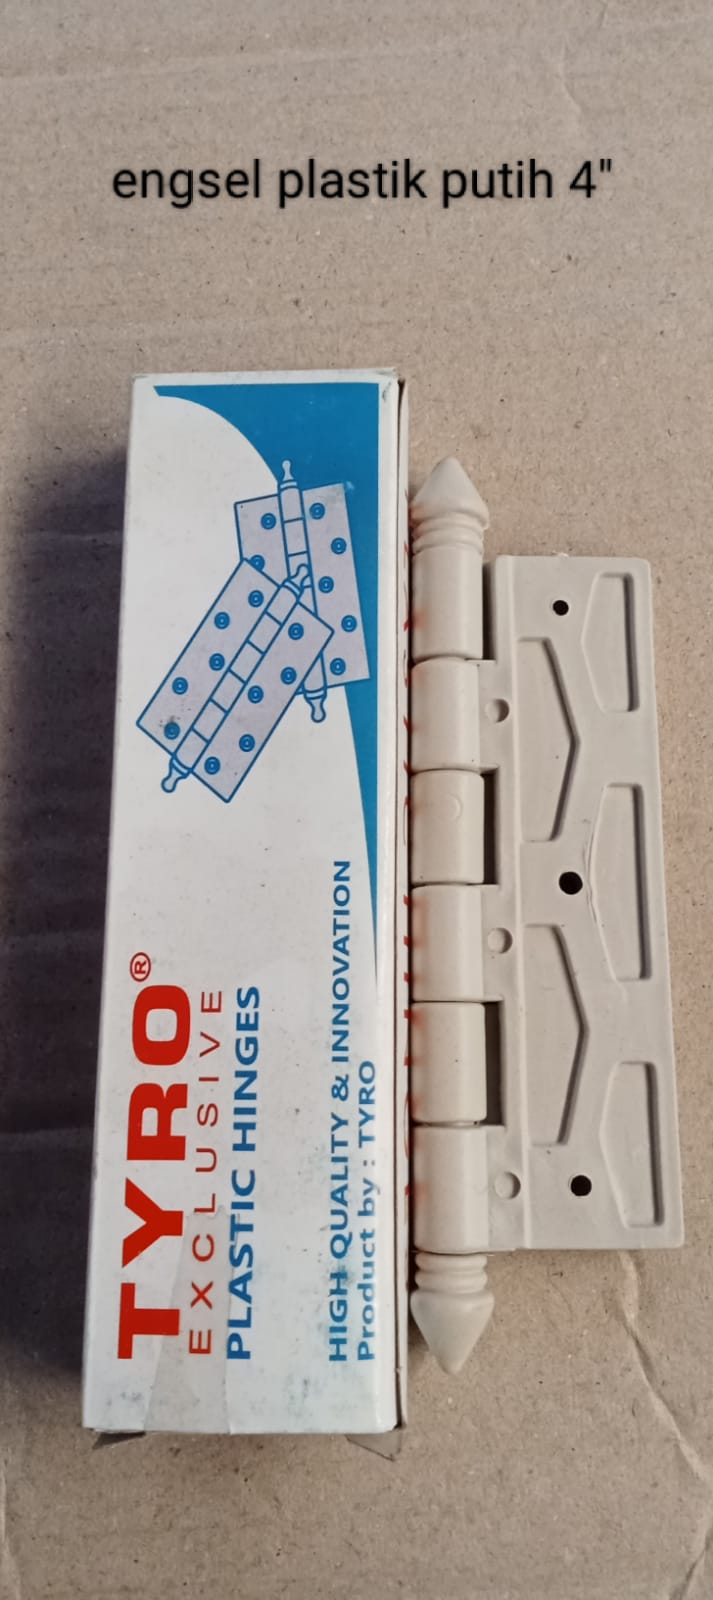 engsel plastik putih 4"
TYRO®
EXCLUSIVE
PLASTIC HINGES
HIGH QUALITY & INNOVATION
Product by : TYRO